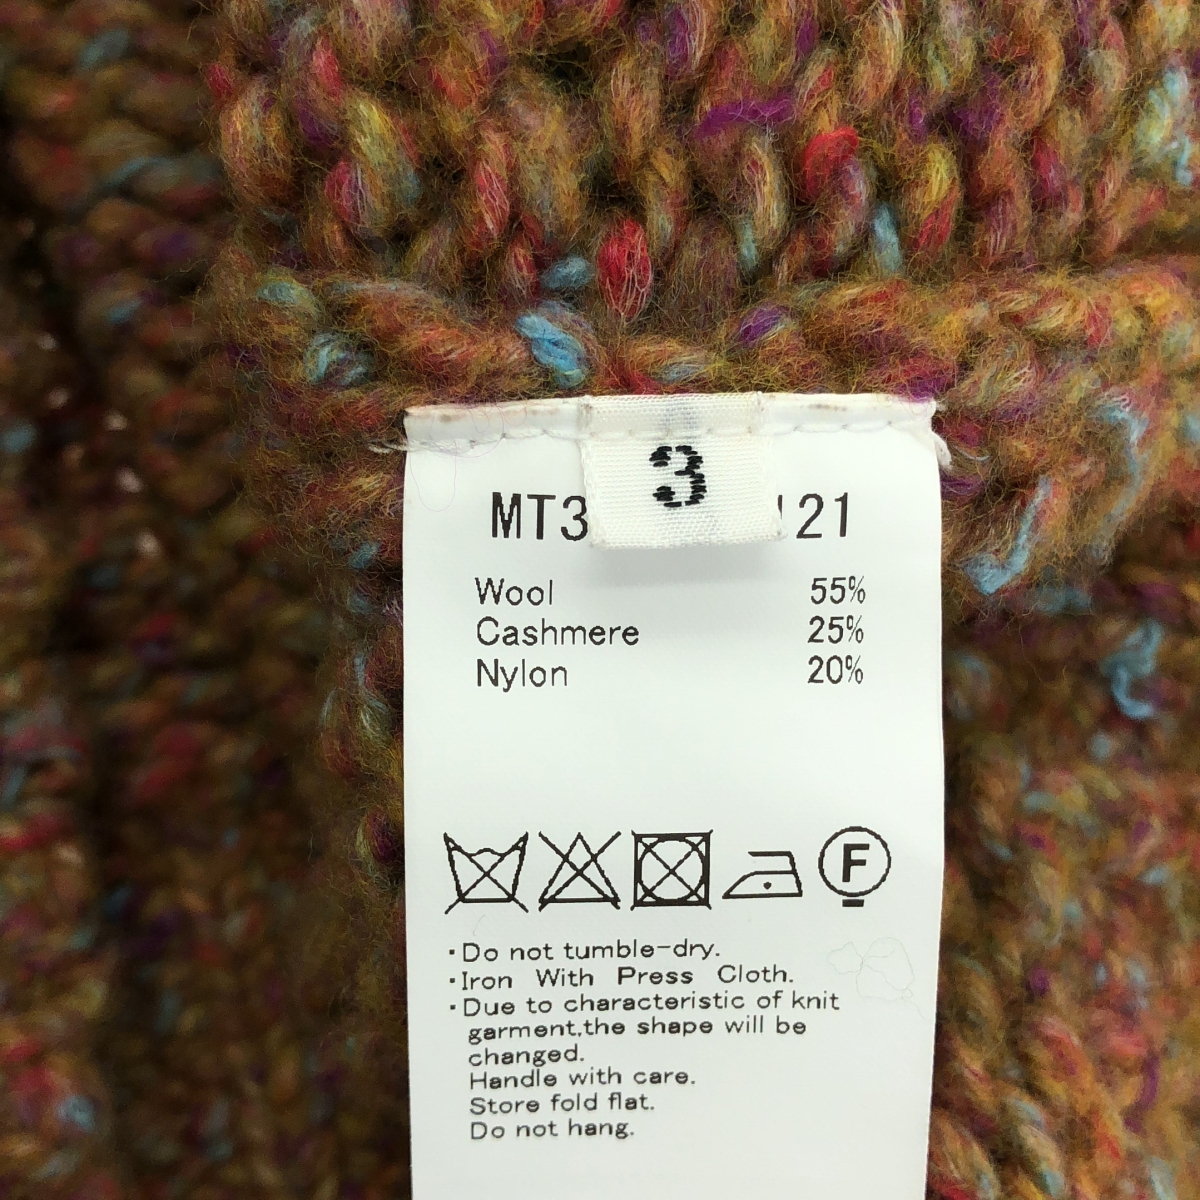 3
MT3 21
Wool 55%
Cashmere 25%
Nylon 20%
F
・Do not tumble-dry.
・Iron With Press Cloth.
・Due to characteristic of knit
garment,the shape will be
changed.
Handle with care.
Store fold flat.
Do not hang.